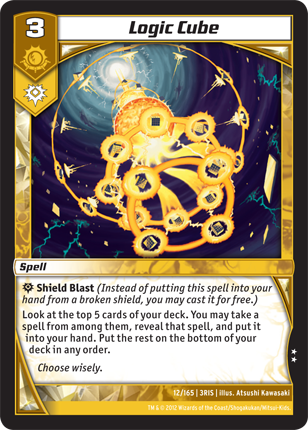 3
Logic Cube
Spell
Shield Blast (Instead of putting this spell into your
hand from a broken shield, you may cast it for free.)
Look at the top 5 cards of your deck. You may take a
spell from among them, reveal that spell, and put it
into your hand. Put the rest on the bottom of your
deck in any order.
Choose wisely.
12/165 | 3RIS | illus. Atsushi Kawasaki
TM & © 2012 Wizards of the Coast/Shogakukan/Mitsui-Kids